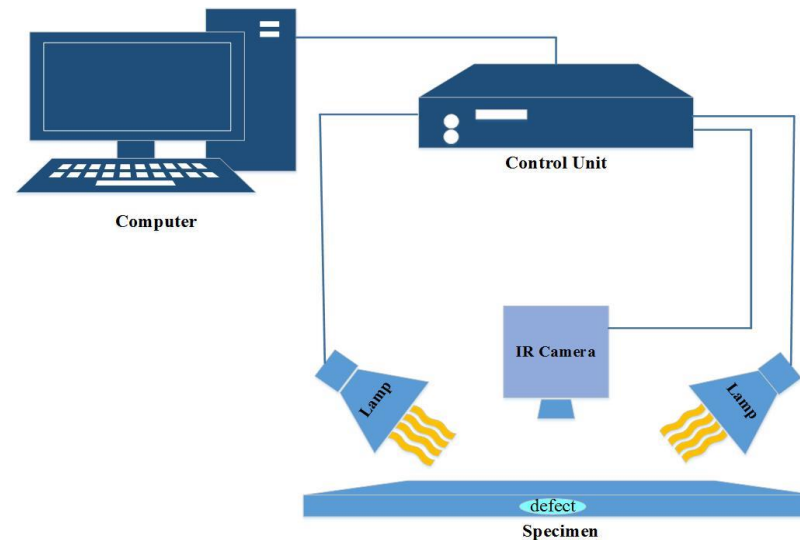 Control Unit
Computer
IR Camera
Lamp
Lamp
defect
Specimen